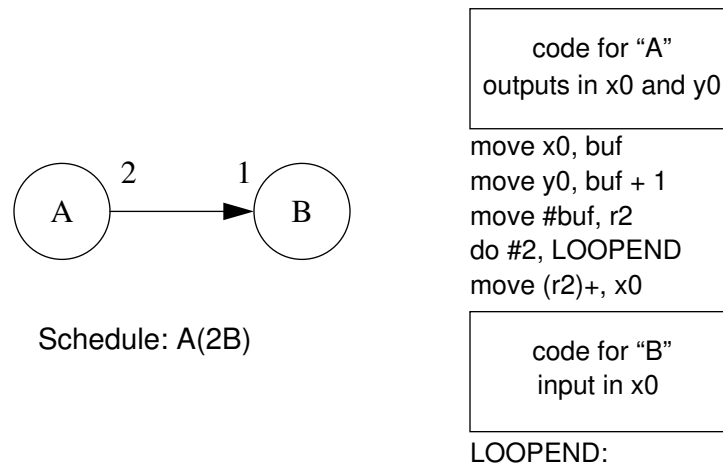 2
1
A
B
Schedule: A(2B)
code for “A”
outputs in x0 and y0
move x0, buf
move y0, buf + 1
move #buf, r2
do #2, LOOPEND
move (r2)+, x0
code for “B”
input in x0
LOOPEND: